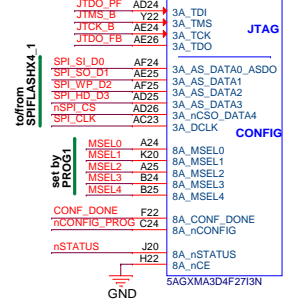 JTDO_PF AD24 3A_TDI JTAG
JTMS_B Y22 3A_TMS
JTCK_B AE24 3A_TCK
JTDO_FB AE26 3A_TDO
to/from SPIFLASHX4_1
SPI_SI_D0 AF24 3A_AS_DATA0_ASDO
SPI_SO_D1 AE25 3A_AS_DATA1
SPI_WP_D2 AF25 3A_AS_DATA2
SPI_HD_D3 AD25 3A_AS_DATA3
nSPI_CS AD26 3A_nCSO_DATA4
SPI_CLK AC23 3A_DCLK
CONFIG
set by PROG1
MSEL0 A24 8A_MSEL0
MSEL1 K20 8A_MSEL1
MSEL2 A25 8A_MSEL2
MSEL3 B24 8A_MSEL3
MSEL4 B25 8A_MSEL4
CONF_DONE F22 8A_CONF_DONE
nCONFIG_PROG C24 8A_nCONFIG
nSTATUS J20 8A_nSTATUS
H22 8A_nCE
5AGXMA3D4F27I3N
GND